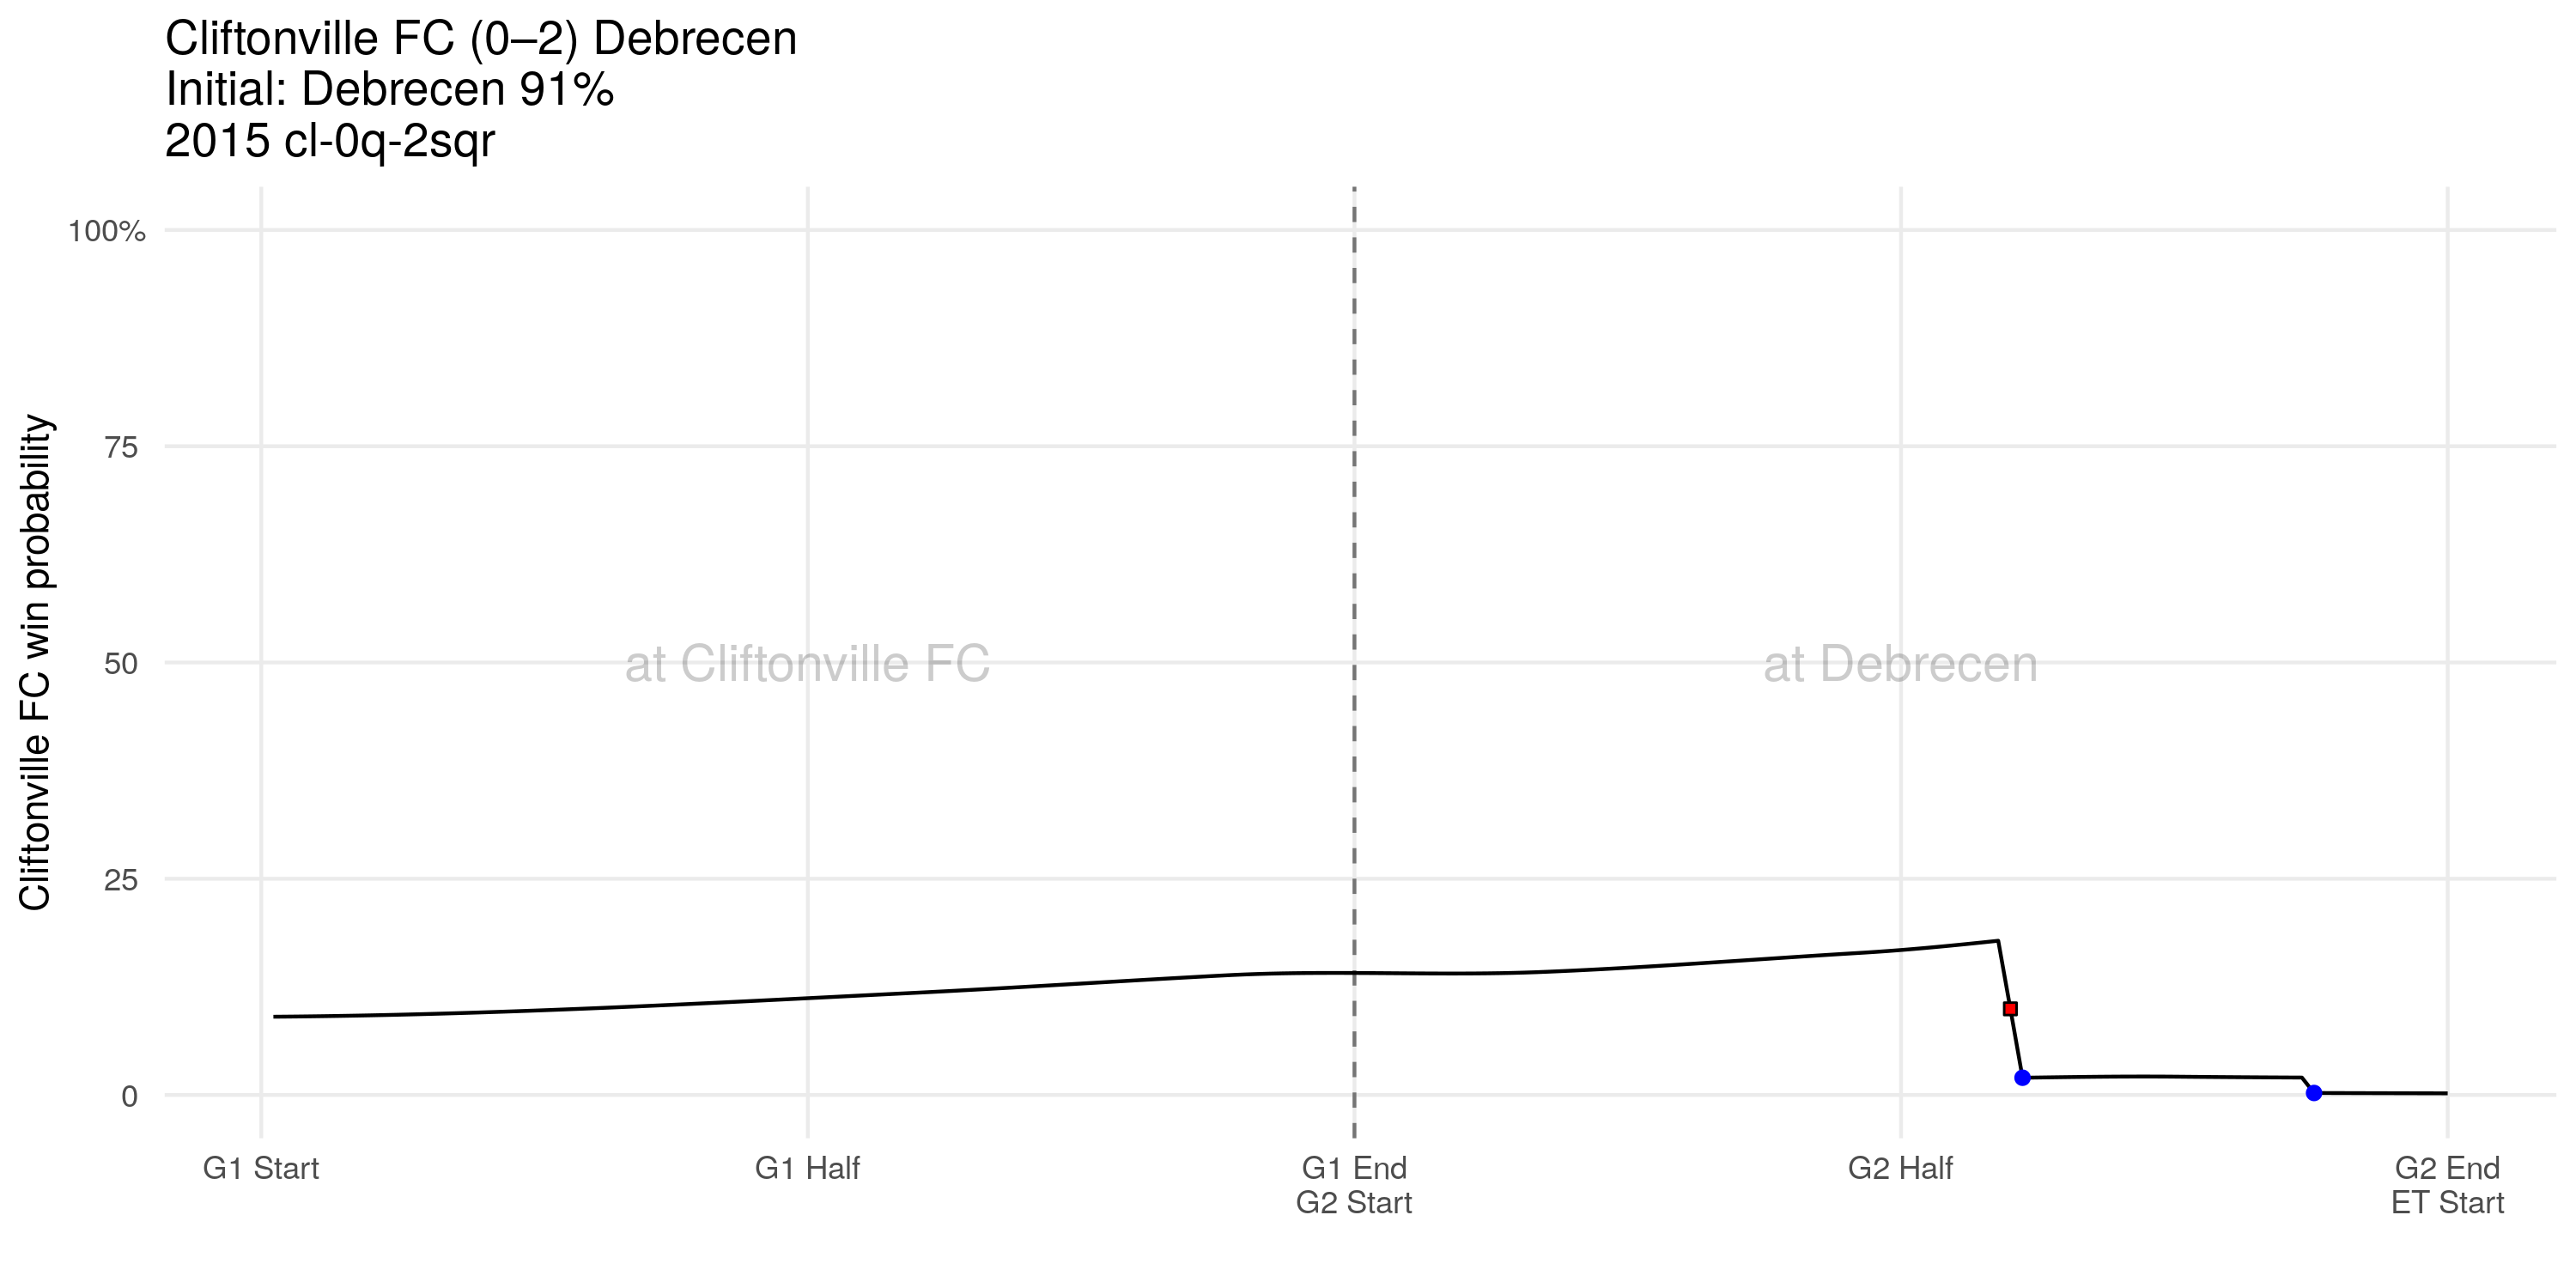 Cliftonville FC (0–2) Debrecen
Initial: Debrecen 91%
2015 cl-0q-2sqr
Cliftonville FC win probability
100%
75
50
25
0
at Cliftonville FC
at Debrecen
G1 Start
G1 Half
G1 End
G2 Start
G2 Half
G2 End
ET Start